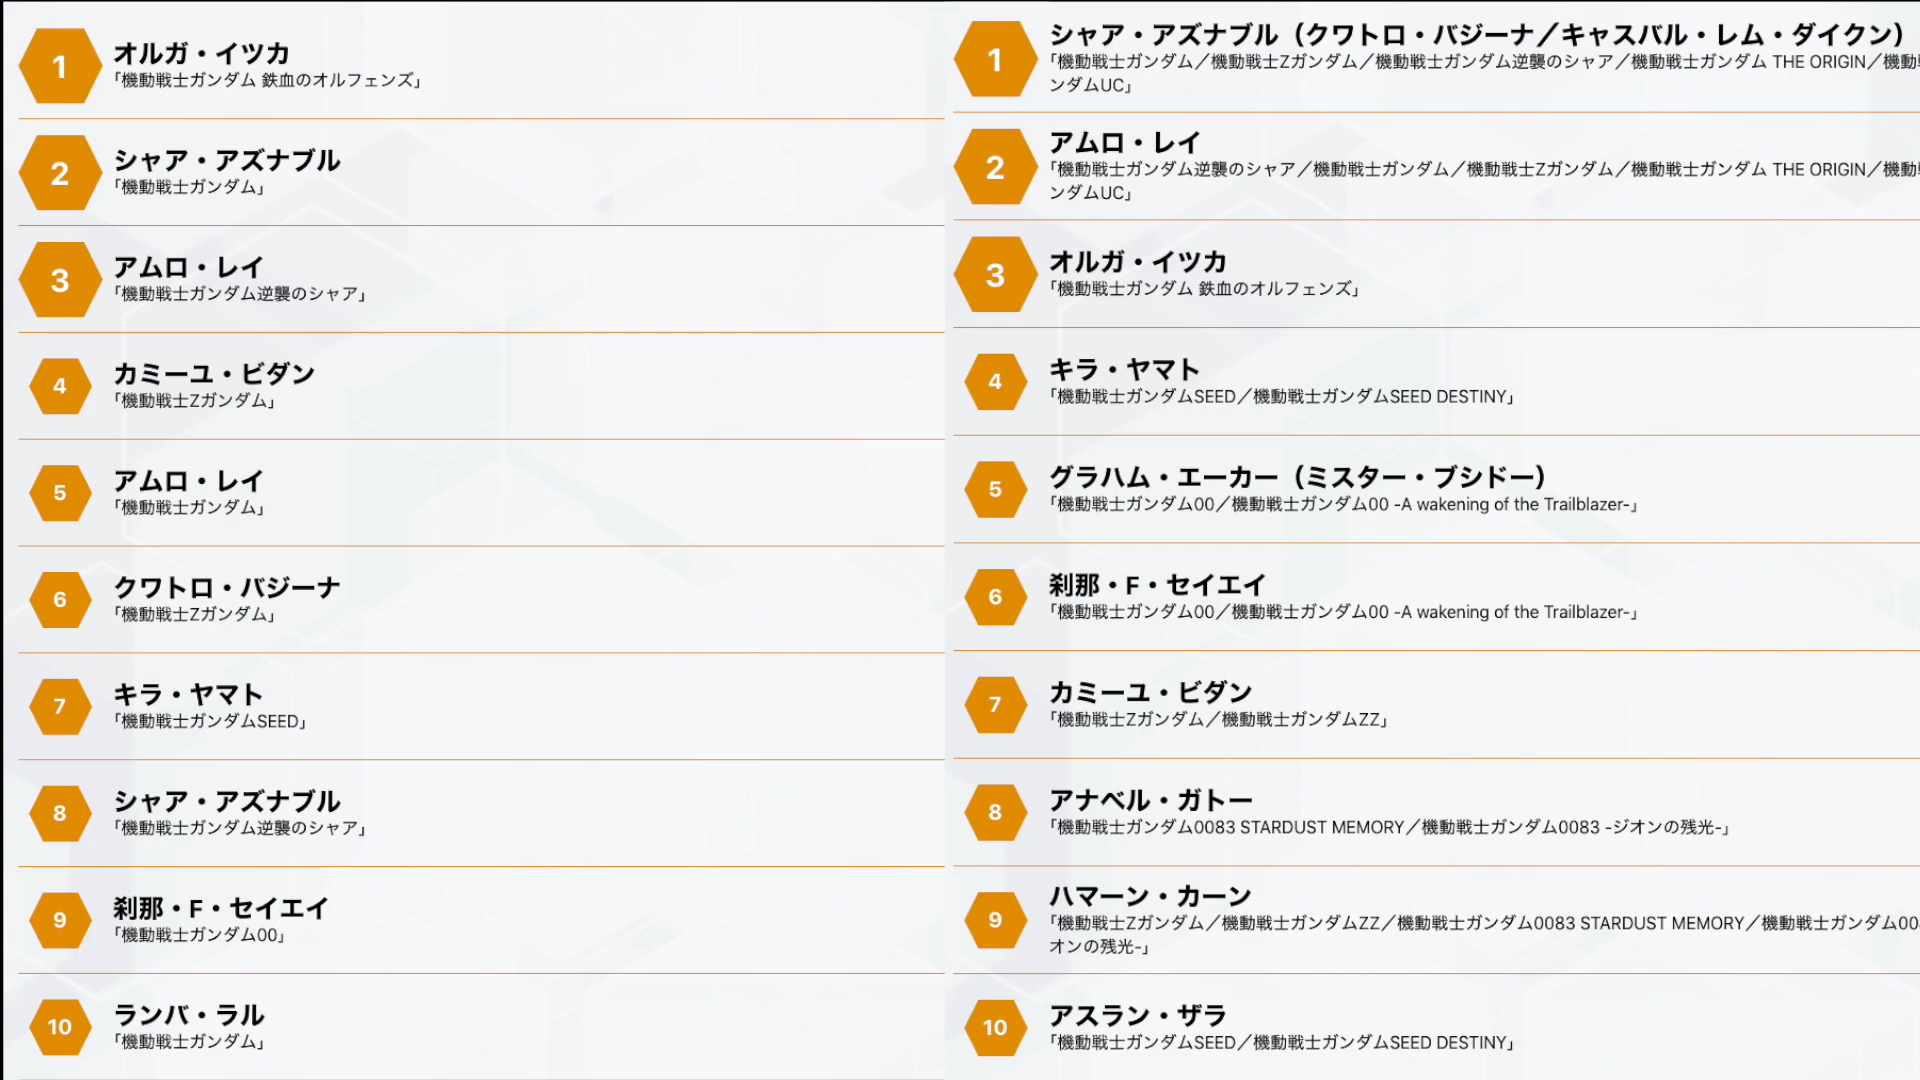 1
オルガ・イツカ
「機動戦士ガンダム 鉄血のオルフェンズ」
2
シャア・アズナブル
「機動戦士ガンダム」
3
アムロ・レイ
「機動戦士ガンダム逆襲のシャア」
4
カミーユ・ビダン
「機動戦士Zガンダム」
5
アムロ・レイ
「機動戦士ガンダム」
6
クワトロ・バジーナ
「機動戦士Zガンダム」
7
キラ・ヤマト
「機動戦士ガンダムSEED」
8
シャア・アズナブル
「機動戦士ガンダム逆襲のシャア」
9
刹那・F・セイエイ
「機動戦士ガンダム00」
10
ランバ・ラル
「機動戦士ガンダム」
1
シャア・アズナブル（クワトロ・バジーナ／キャスバル・レム・ダイクン）
「機動戦士ガンダム／機動戦士Zガンダム／機動戦士ガンダム逆襲のシャア／機動戦士ガンダム THE ORIGIN／機動
ンダムUC」
2
アムロ・レイ
「機動戦士ガンダム逆襲のシャア／機動戦士ガンダム／機動戦士Zガンダム／機動戦士ガンダム THE ORIGIN／機動
ンダムUC」
3
オルガ・イツカ
「機動戦士ガンダム 鉄血のオルフェンズ」
4
キラ・ヤマト
「機動戦士ガンダムSEED／機動戦士ガンダムSEED DESTINY」
5
グラハム・エーカー（ミスター・ブシドー）
「機動戦士ガンダム00／機動戦士ガンダム00 -A wakening of the Trailblazer-」
6
刹那・F・セイエイ
「機動戦士ガンダム00／機動戦士ガンダム00 -A wakening of the Trailblazer-」
7
カミーユ・ビダン
「機動戦士Zガンダム／機動戦士ガンダムZZ」
8
アナベル・ガトー
「機動戦士ガンダム0083 STARDUST MEMORY／機動戦士ガンダム0083 -ジオンの残光-」
9
ハマーン・カーン
「機動戦士Zガンダム／機動戦士ガンダムZZ／機動戦士ガンダム0083 STARDUST MEMORY／機動戦士ガンダム00
オンの残光-」
10
アスラン・ザラ
「機動戦士ガンダムSEED／機動戦士ガンダムSEED DESTINY」